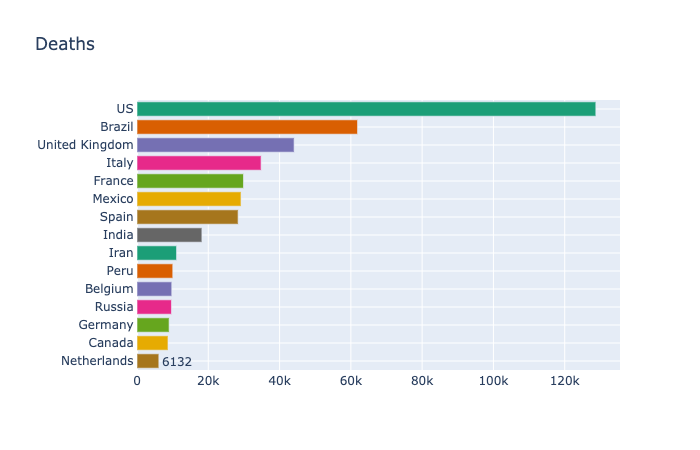 Deaths
US
Brazil
United Kingdom
Italy
France
Mexico
Spain
India
Iran
Peru
Belgium
Russia
Germany
Canada
Netherlands 6132
0 20k 40k 60k 80k 100k 120k